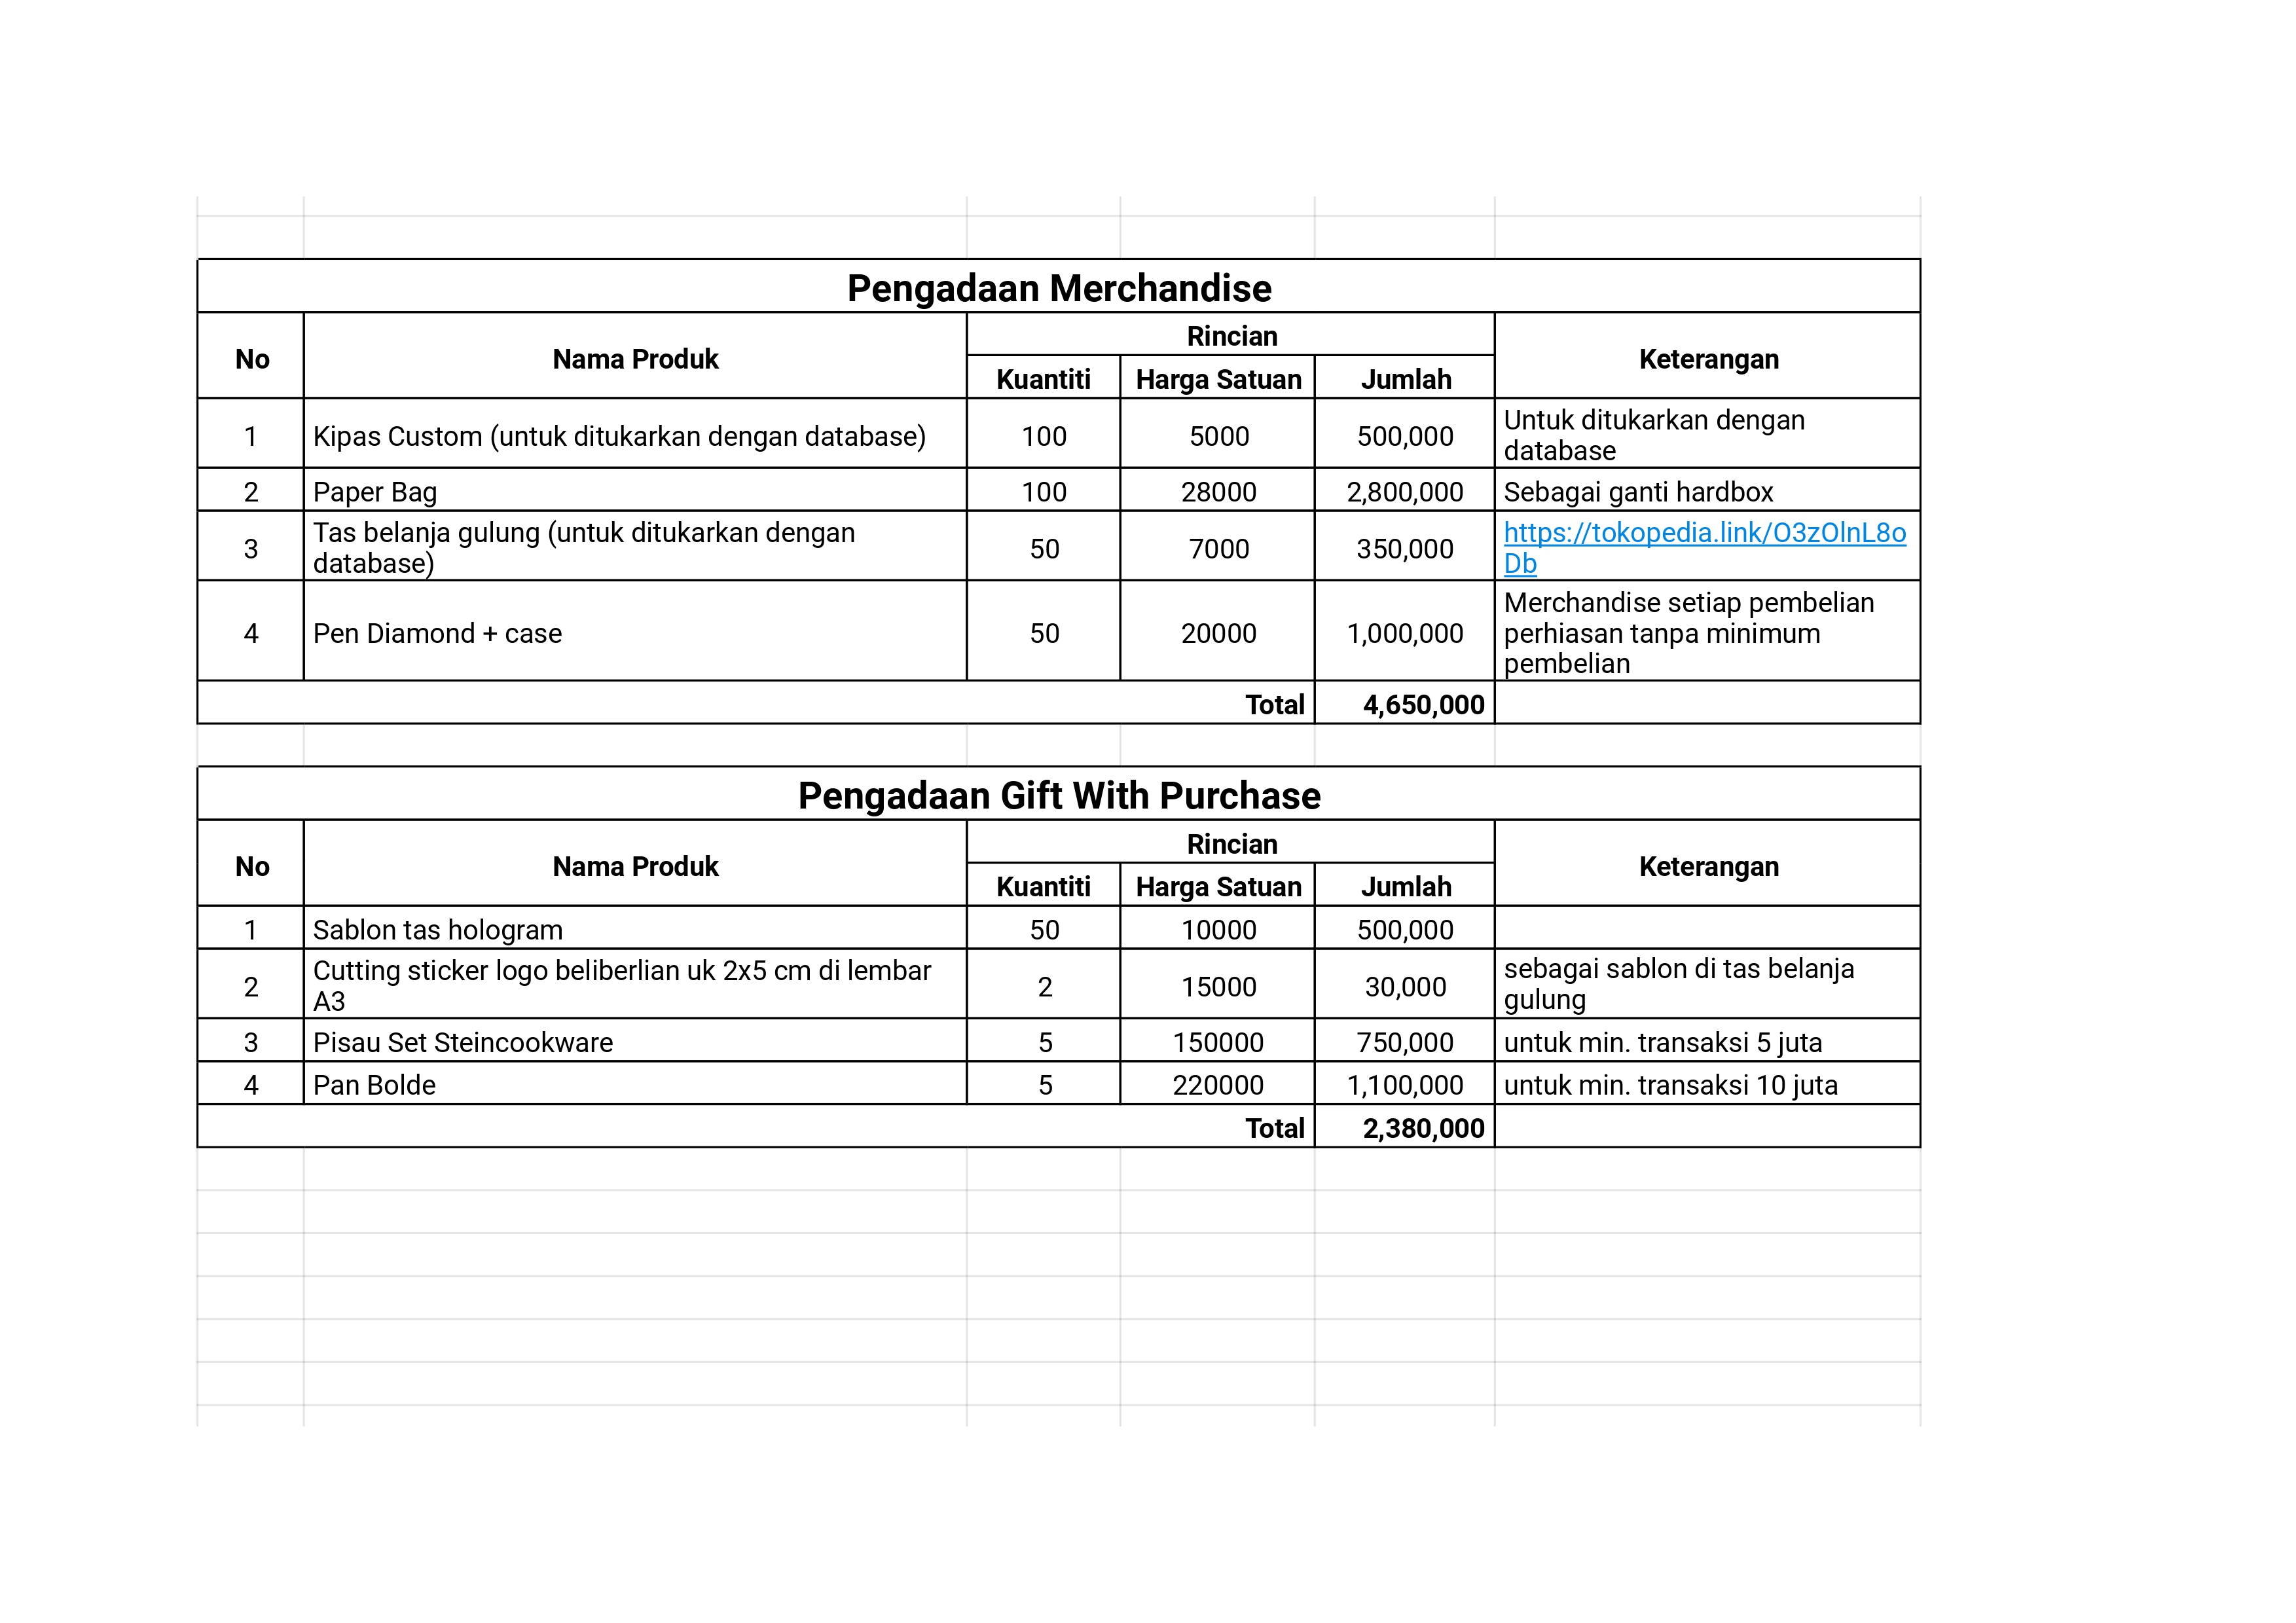 Pengadaan Merchandise
No Nama Produk Rincian Keterangan
Kuantiti Harga Satuan Jumlah
1 Kipas Custom (untuk ditukarkan dengan database) 100 5000 500,000 Untuk ditukarkan dengan
database
2 Paper Bag 100 28000 2,800,000 Sebagai ganti hardbox
3 Tas belanja gulung (untuk ditukarkan dengan
database) 50 7000 350,000 https://tokopedia.link/O3zOlnL8o
Db
4 Pen Diamond + case 50 20000 1,000,000 Merchandise setiap pembelian
perhiasan tanpa minimum
pembelian
Total 4,650,000
Pengadaan Gift With Purchase
No Nama Produk Rincian Keterangan
Kuantiti Harga Satuan Jumlah
1 Sablon tas hologram 50 10000 500,000
2 Cutting sticker logo beliberlian uk 2x5 cm di lembar
A3 2 15000 30,000 sebagai sablon di tas belanja
gulung
3 Pisau Set Steincookware 5 150000 750,000 untuk min. transaksi 5 juta
4 Pan Bolde 5 220000 1,100,000 untuk min. transaksi 10 juta
Total 2,380,000